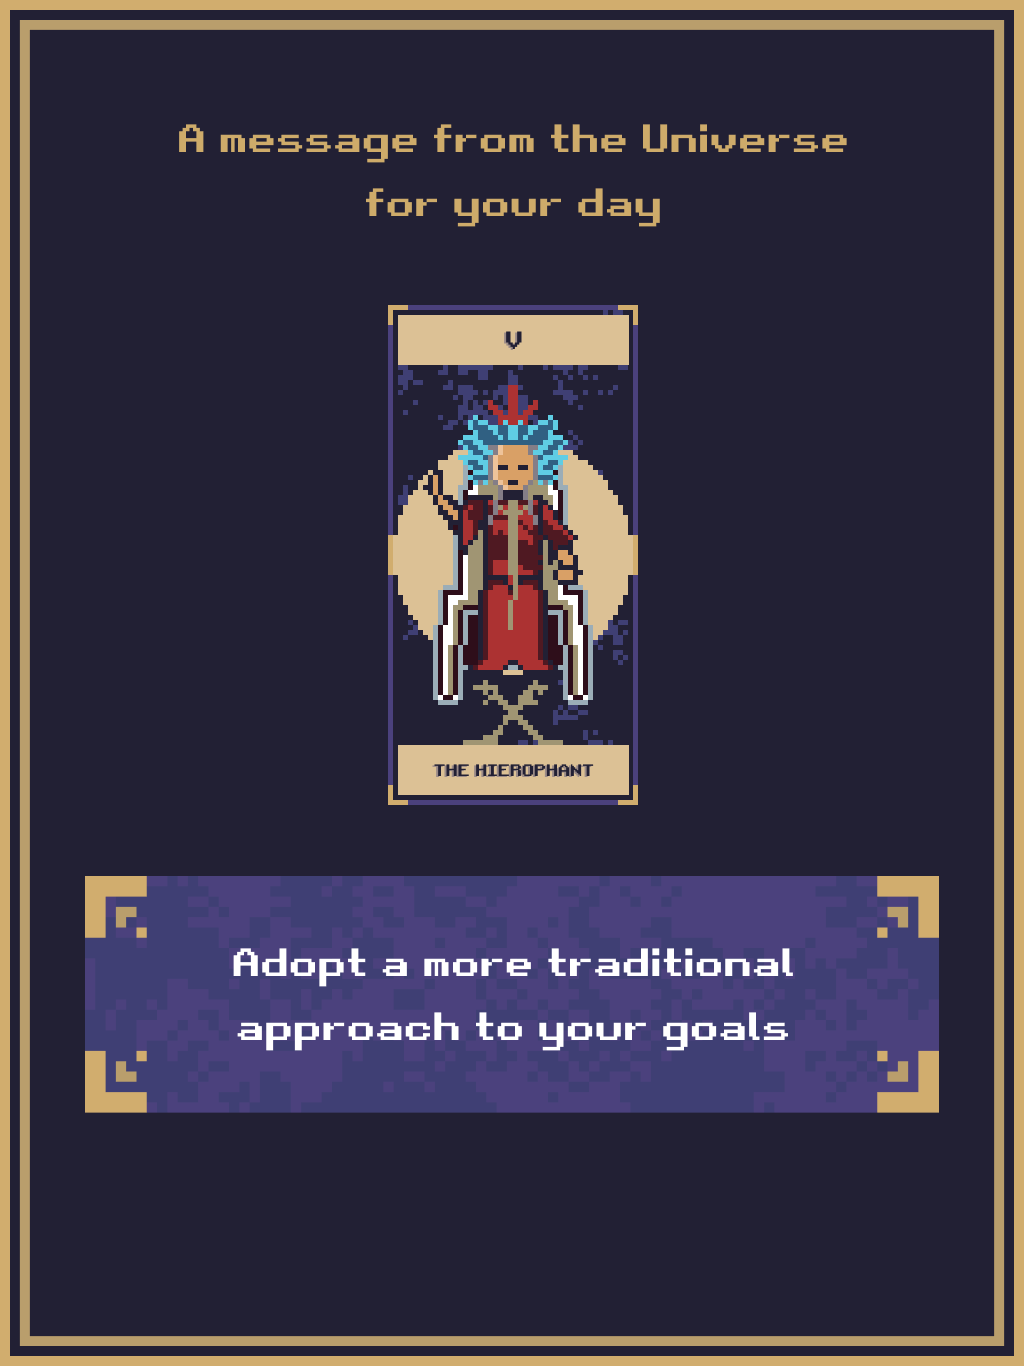 A message from the Universe
for your day
V
THE HIEROPHANT
Adopt a more traditional
approach to your goals